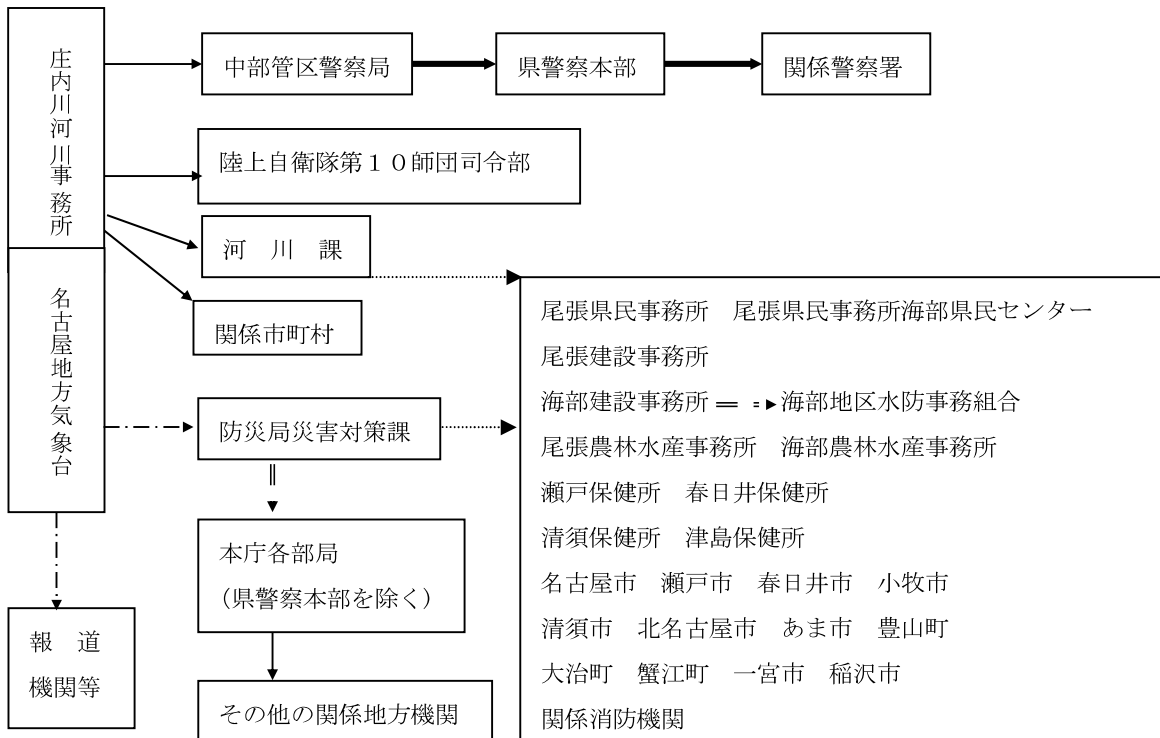 庄内川河川事務所
中部管区警察局
県警察本部
関係警察署
陸上自衛隊第１０師団司令部
河　川　課
関係市町村
名古屋地方気象台
防災局災害対策課
本庁各部局
（県警察本部を除く）
その他の関係地方機関
報　道
機関等
尾張県民事務所　尾張県民事務所海部県民センター
尾張建設事務所
海部建設事務所　海部地区水防事務組合
尾張農林水産事務所　海部農林水産事務所
瀬戸保健所　春日井保健所
清須保健所　津島保健所
名古屋市　瀬戸市　春日井市　小牧市
清須市　北名古屋市　あま市　豊山町
大治町　蟹江町　一宮市　稲沢市
関係消防機関